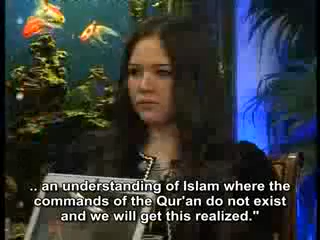 .. an understanding of Islam where the
commands of the Qur'an do not exist
and we will get this realized."